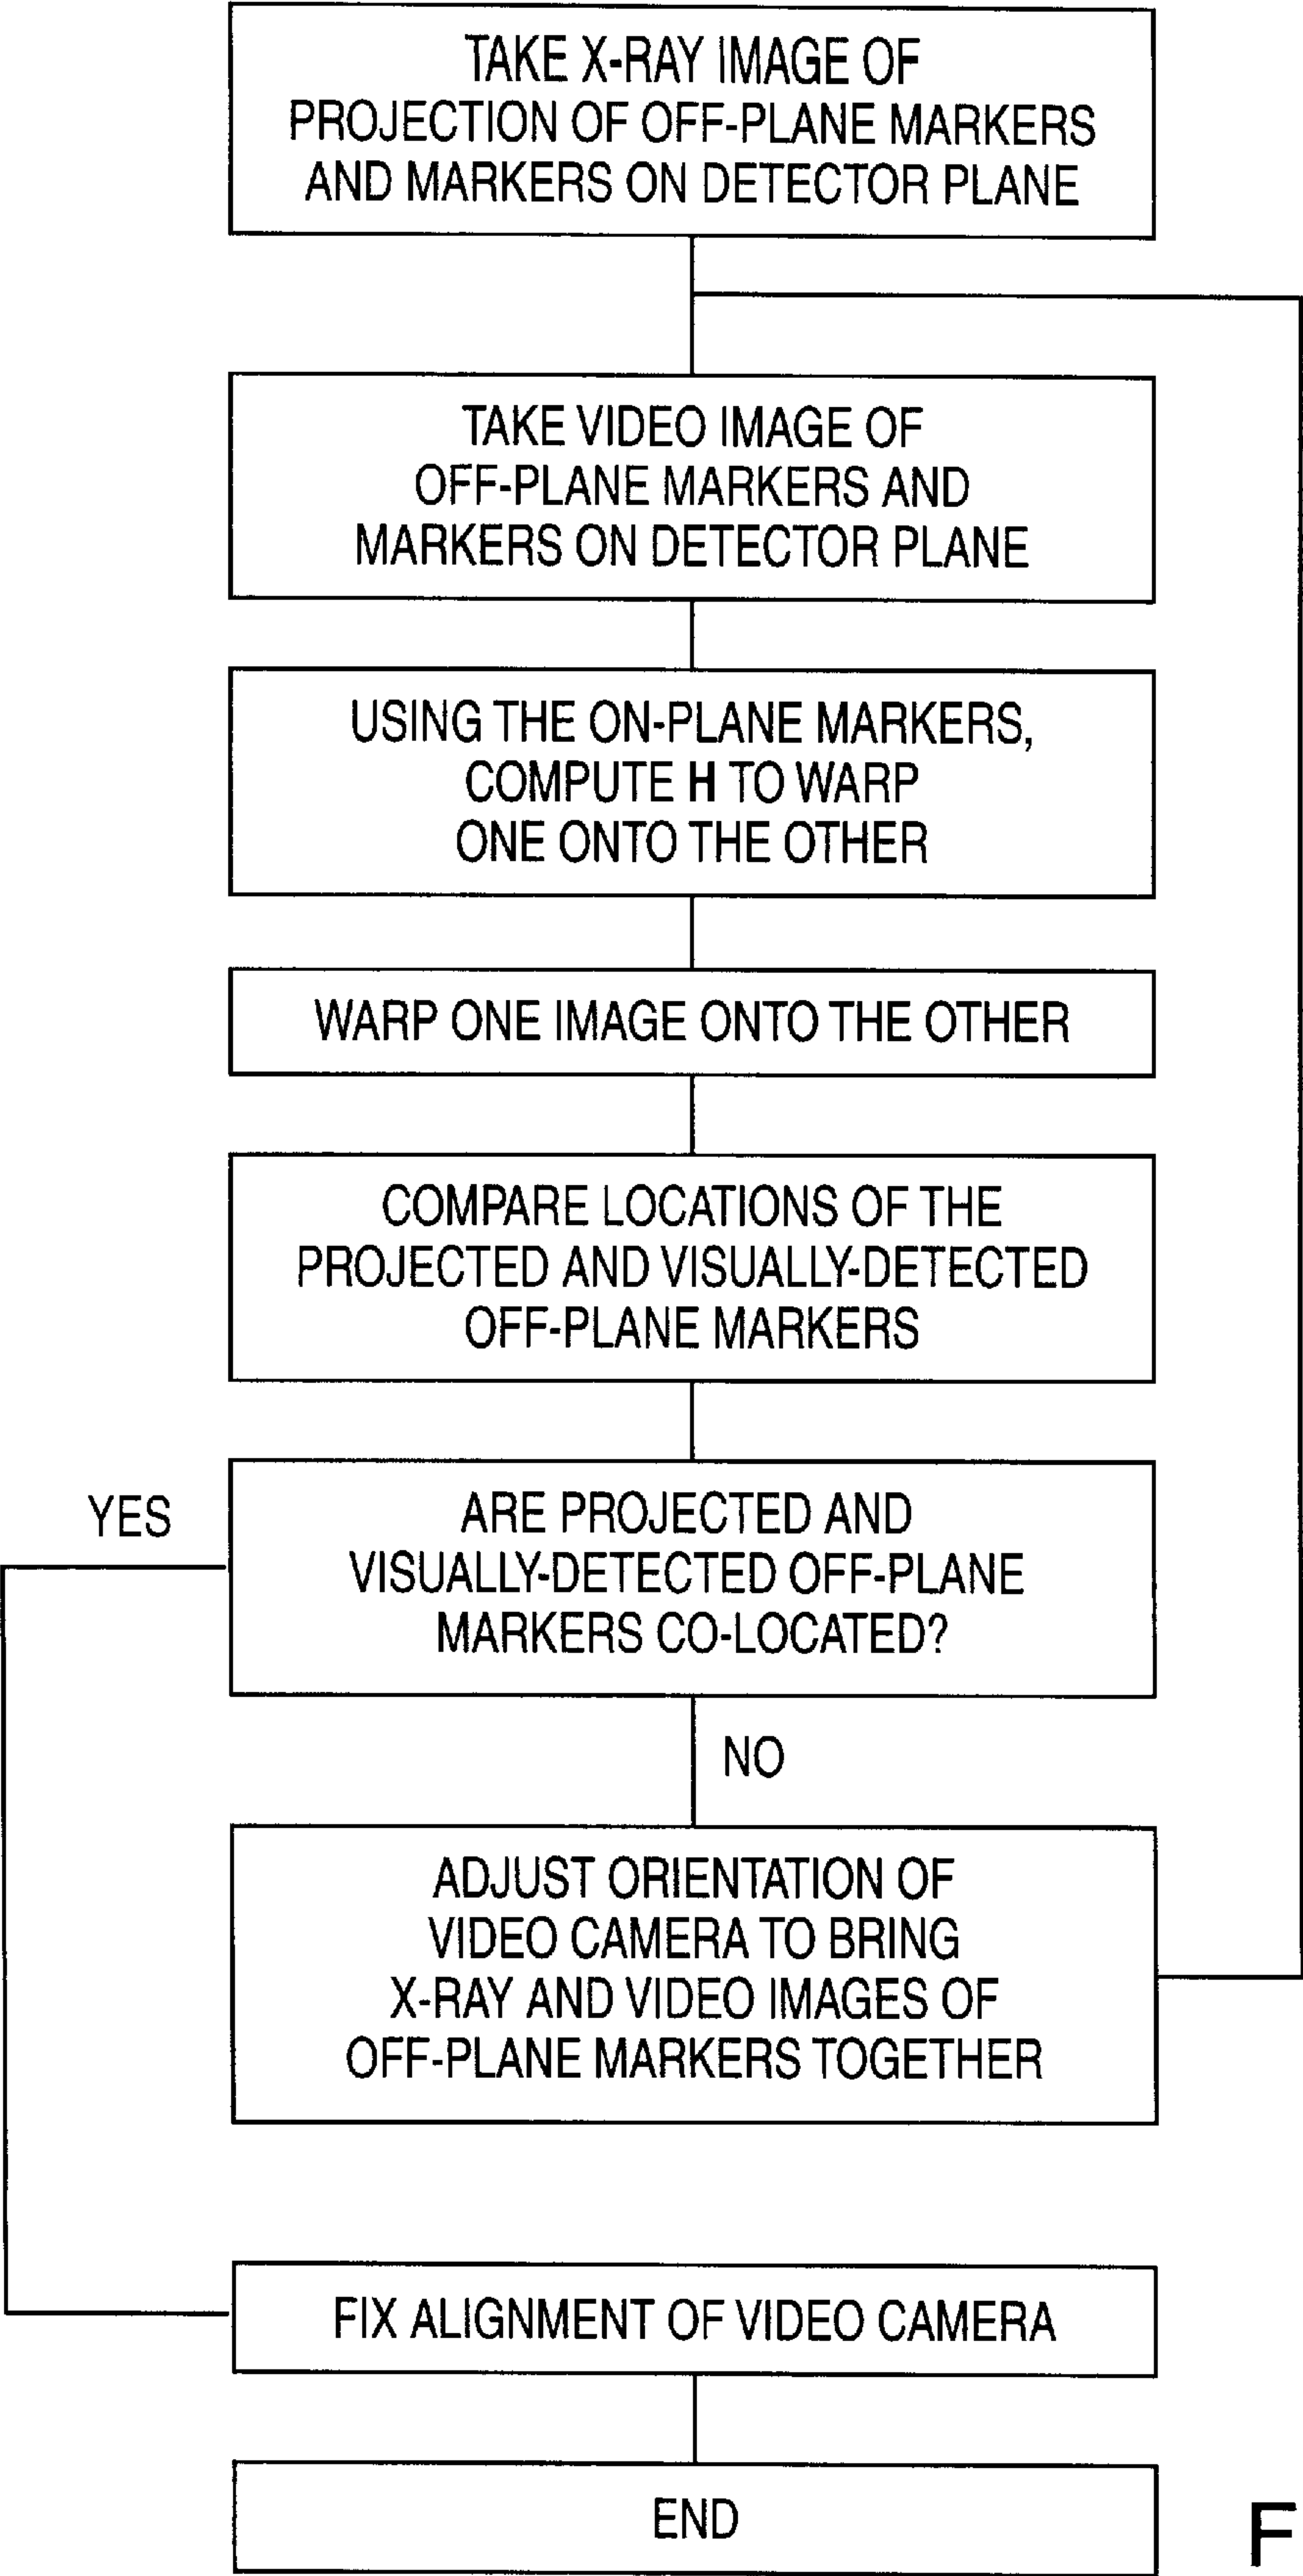 TAKE X-RAY IMAGE OF
PROJECTION OF OFF-PLANE MARKERS
AND MARKERS ON DETECTOR PLANE
TAKE VIDEO IMAGE OF
OFF-PLANE MARKERS AND
MARKERS ON DETECTOR PLANE
USING THE ON-PLANE MARKERS,
COMPUTE H TO WARP
ONE ONTO THE OTHER
WARP ONE IMAGE ONTO THE OTHER
COMPARE LOCATIONS OF THE
PROJECTED AND VISUALLY-DETECTED
OFF-PLANE MARKERS
YES
ARE PROJECTED AND
VISUALLY-DETECTED OFF-PLANE
MARKERS CO-LOCATED?
NO
ADJUST ORIENTATION OF
VIDEO CAMERA TO BRING
X-RAY AND VIDEO IMAGES OF
OFF-PLANE MARKERS TOGETHER
FIX ALIGNMENT OF VIDEO CAMERA
END
F